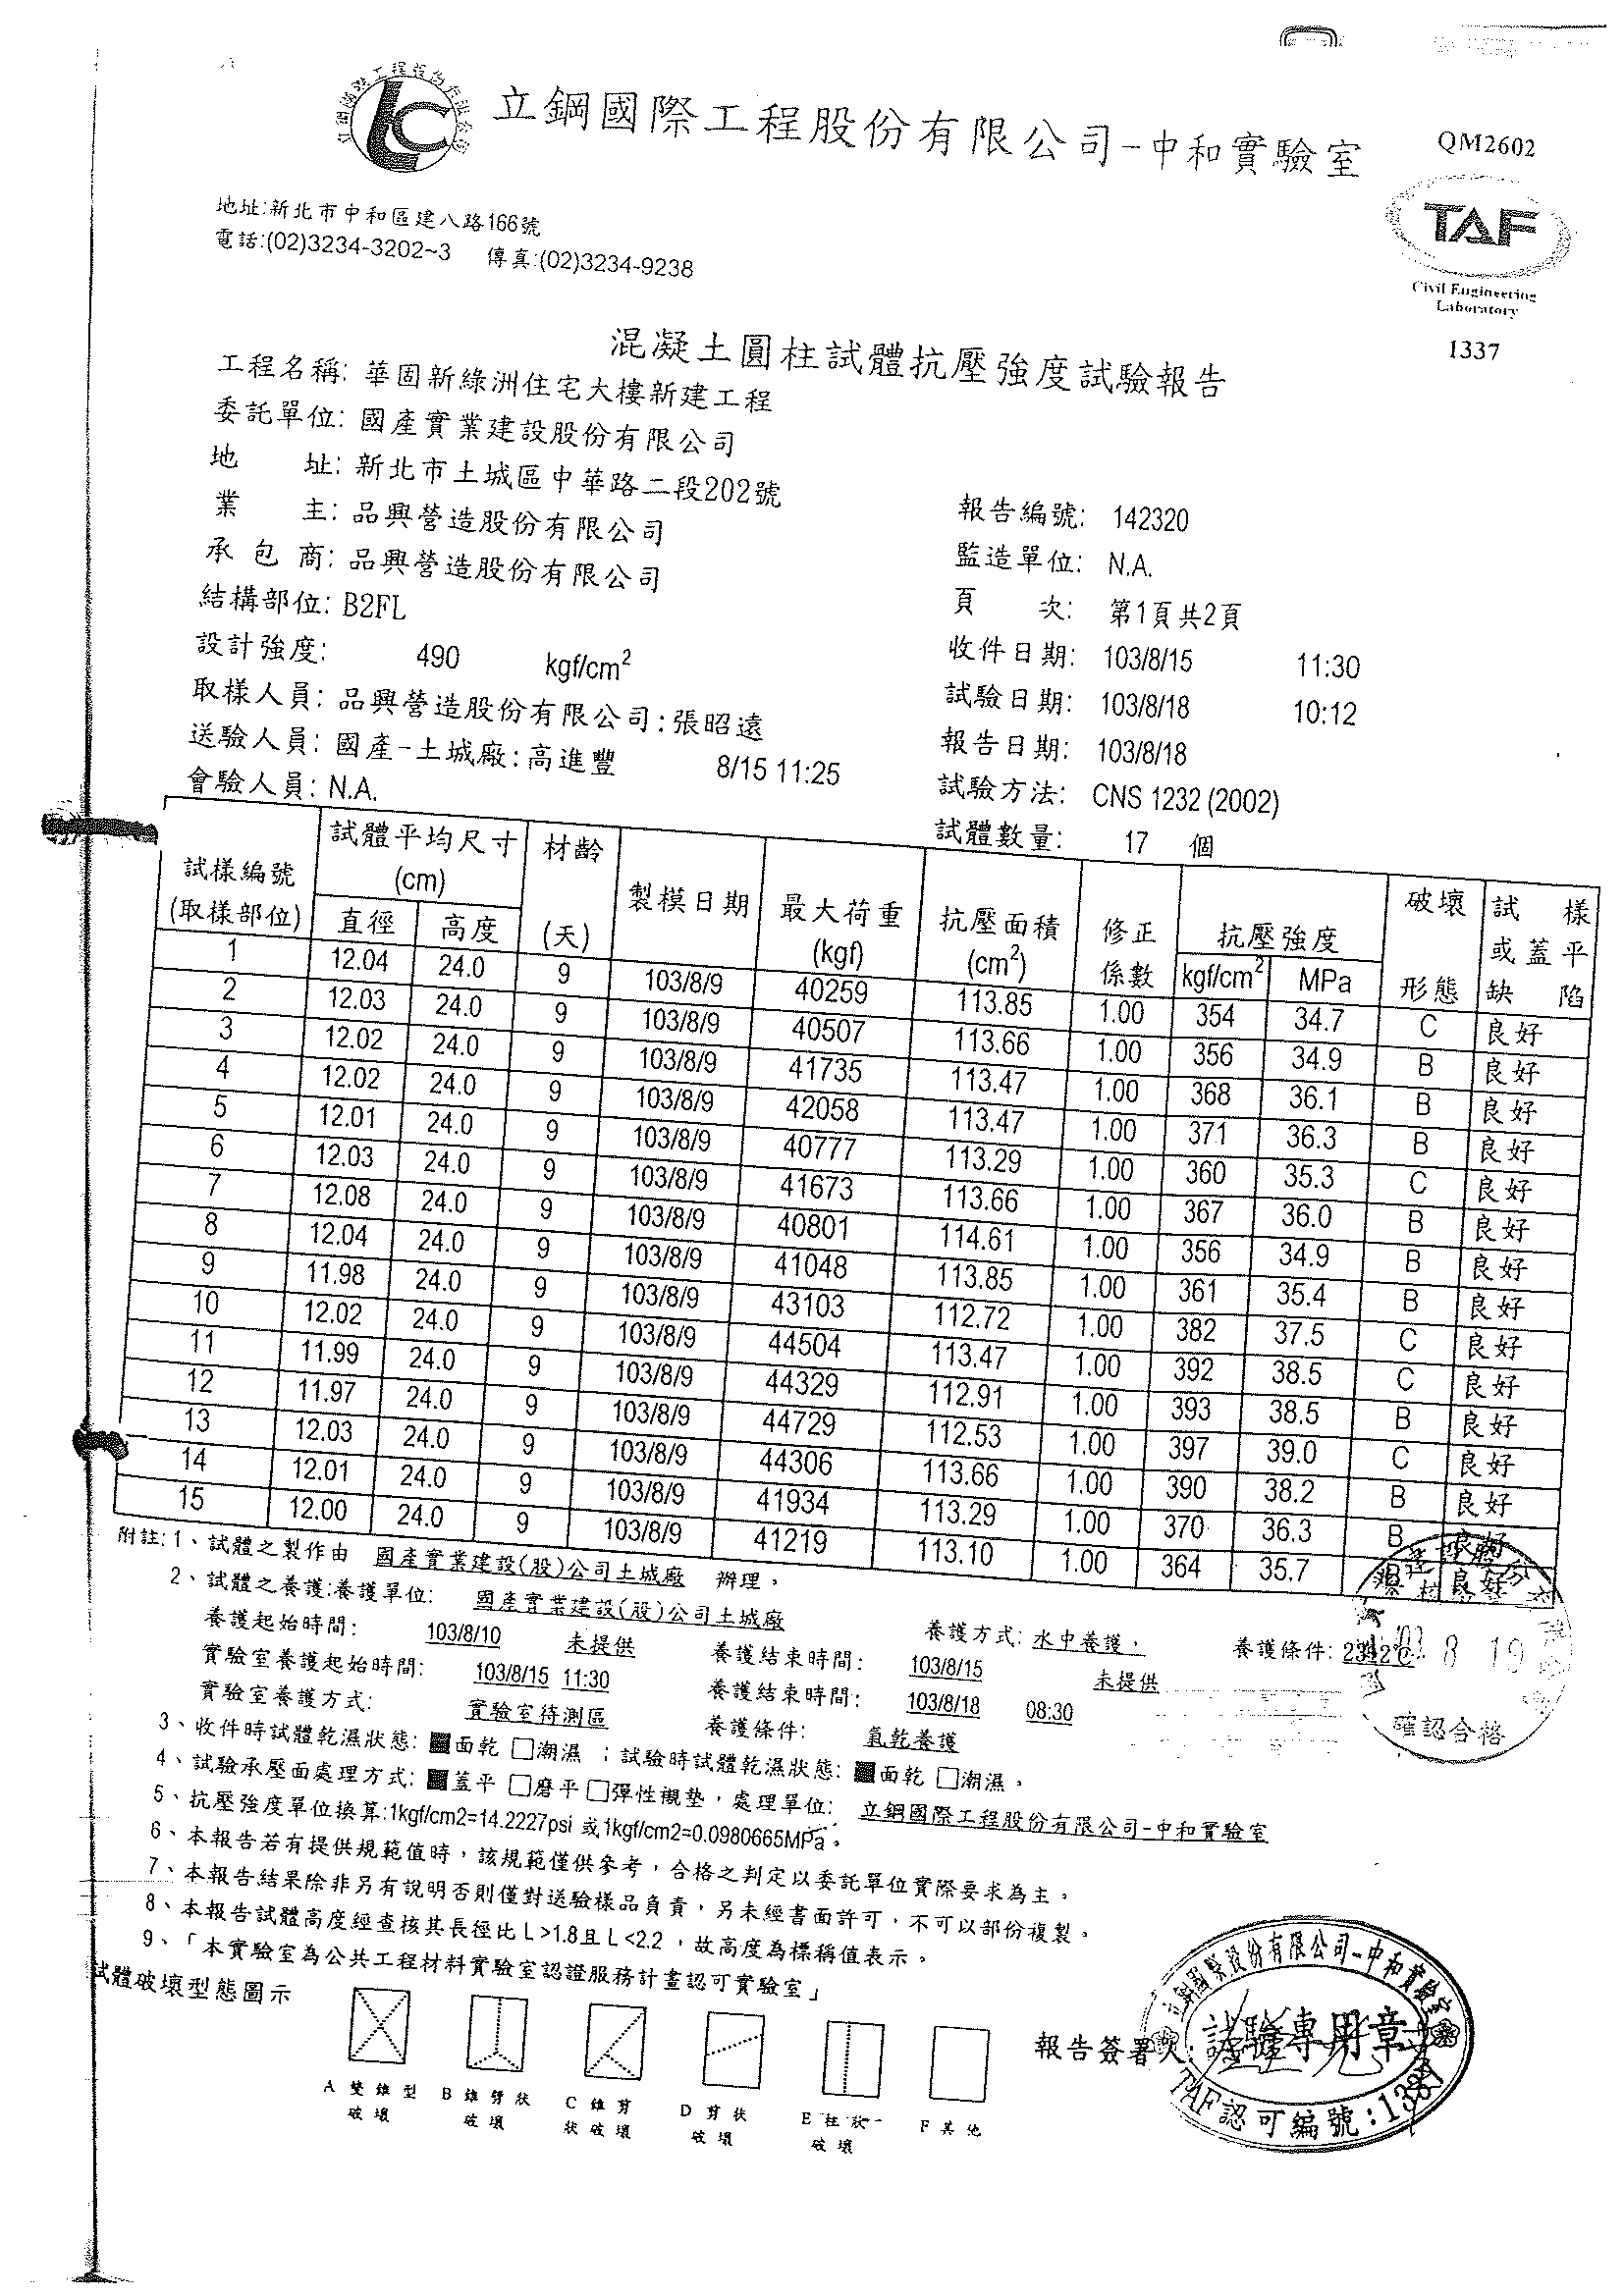 立鋼國際工程股份有限公司-中和實驗室
QM2602
地址:新北市中和區建八路166號
電話:(02)3234-3202~3 傳真:(02)3234-9238
TAF
Civil Engineering
Laboratory
1337
混凝土圓柱試體抗壓強度試驗報告
工程名稱: 華固新綠洲住宅大樓新建工程
委託單位: 國產實業建設股份有限公司
地 址: 新北市土城區中華路二段202號
業 主: 品興營造股份有限公司
承 包 商: 品興營造股份有限公司
結構部位: B2FL
設計強度: 490 kgf/cm²
取樣人員: 品興營造股份有限公司:張昭遠
送驗人員: 國產-土城廠:高進豐 8/15 11:25
會驗人員: N.A.
報告編號: 142320
監造單位: N.A.
頁 次: 第1頁共2頁
收件日期: 103/8/15 11:30
試驗日期: 103/8/18 10:12
報告日期: 103/8/18
試驗方法: CNS 1232 (2002)
試體數量: 17 個
試樣編號 (取樣部位) 試體平均尺寸 (cm) 直徑 高度 材齡 (天) 製模日期 最大荷重 (kgf) 抗壓面積 (cm²) 修正係數 抗壓強度 kgf/cm² MPa 破壞形態 試樣或蓋平缺陷
1 12.04 24.0 9 103/8/9 40259 113.85 1.00 354 34.7 C 良好
2 12.03 24.0 9 103/8/9 40507 113.66 1.00 356 34.9 B 良好
3 12.02 24.0 9 103/8/9 41735 113.47 1.00 368 36.1 B 良好
4 12.02 24.0 9 103/8/9 42058 113.47 1.00 371 36.3 B 良好
5 12.01 24.0 9 103/8/9 40777 113.29 1.00 360 35.3 C 良好
6 12.03 24.0 9 103/8/9 41673 113.66 1.00 367 36.0 B 良好
7 12.08 24.0 9 103/8/9 40801 114.61 1.00 356 34.9 B 良好
8 12.04 24.0 9 103/8/9 41048 113.85 1.00 361 35.4 B 良好
9 11.98 24.0 9 103/8/9 43103 112.72 1.00 382 37.5 C 良好
10 12.02 24.0 9 103/8/9 44504 113.47 1.00 392 38.5 C 良好
11 11.99 24.0 9 103/8/9 44329 112.91 1.00 393 38.5 B 良好
12 11.97 24.0 9 103/8/9 44729 112.53 1.00 397 39.0 C 良好
13 12.03 24.0 9 103/8/9 44306 113.66 1.00 390 38.2 B 良好
14 12.01 24.0 9 103/8/9 41934 113.29 1.00 370 36.3 B 良好
15 12.00 24.0 9 103/8/9 41219 113.10 1.00 364 35.7 B 良好
附註:1、試體之製作由 國產實業建設(股)公司土城廠 辦理,
2、試體之養護:養護單位: 國產實業建設(股)公司土城廠 養護方式: 水中養護, 養護條件:
養護起始時間: 103/8/10 未提供 養護結束時間: 103/8/15 未提供
實驗室養護起始時間: 103/8/15 11:30 養護結束時間: 103/8/18 08:30
實驗室養護方式: 實驗室待測區 養護條件: 氣乾養護
3、收件時試體乾濕狀態: ■面乾 □潮濕 ;試驗時試體乾濕狀態: ■面乾 □潮濕,
4、試驗承壓面處理方式: ■蓋平 □磨平 □彈性襯墊,處理單位: 立鋼國際工程股份有限公司-中和實驗室
5、抗壓強度單位換算:1kgf/cm2=14.2227psi 或1kgf/cm2=0.0980665MPa。
6、本報告若有提供規範值時,該規範僅供參考,合格之判定以委託單位實際要求為主。
7、本報告結果除非另有說明否則僅對送驗樣品負責,另未經書面許可,不可以部份複製。
8、本報告試體高度經查核其長徑比 L >1.8且 L <2.2 ,故高度為標稱值表示。
9、「本實驗室為公共工程材料實驗室認證服務計畫認可實驗室」
確認合格
試體破壞型態圖示
A 雙錐型破壞
B 錐劈狀破壞
C 錐剪狀破壞
D 剪狀破壞
E 柱狀破壞
F 其他
報告簽署人:
試驗專用章
TAF認可編號:1337